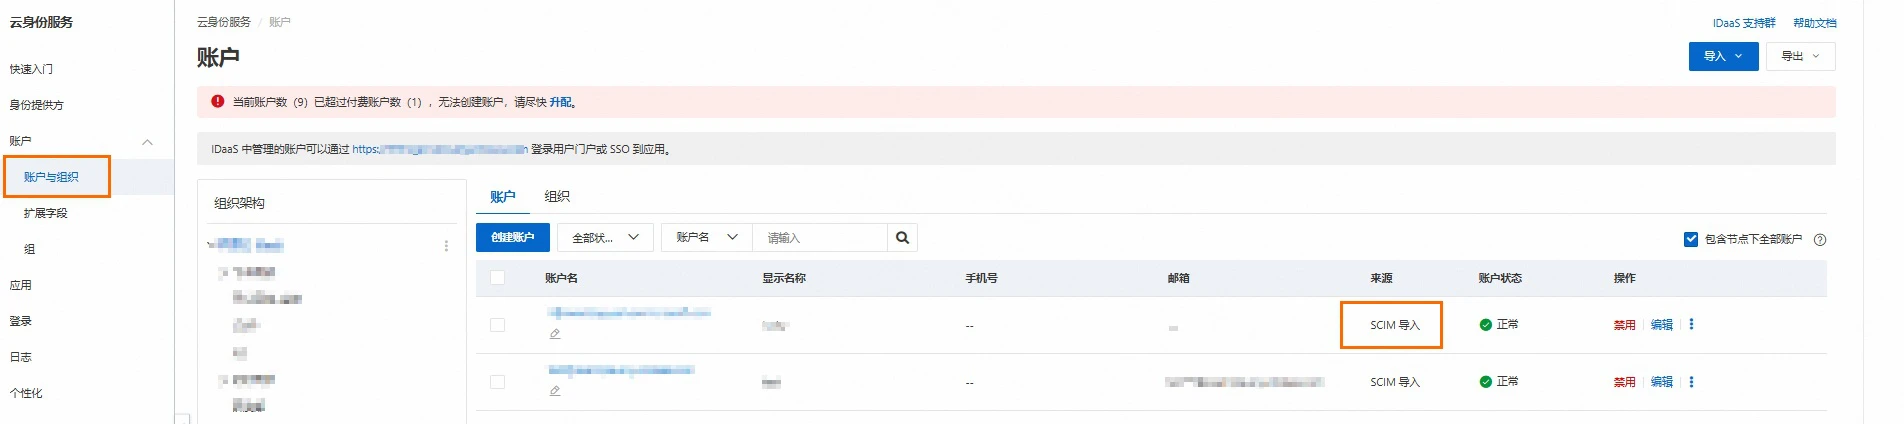 云身份服务
快速入门
身份提供方
账户
账户与组织
扩展字段
组
应用
登录
日志
个性化
云身份服务 / 账户
IDaaS 支持群 帮助文档
账户
导入 导出
当前账户数（9）已超过付费账户数（1），无法创建账户，请尽快 升配。
IDaaS 中管理的账户可以通过 https: 登录用户门户或 SSO 到应用。
组织架构
账户 组织
创建账户 全部状... 账户名 请输入 包含节点下全部账户
账户名 显示名称 手机号 邮箱 来源 账户状态 操作
-- SCIM 导入 正常 禁用 编辑
-- SCIM 导入 正常 禁用 编辑